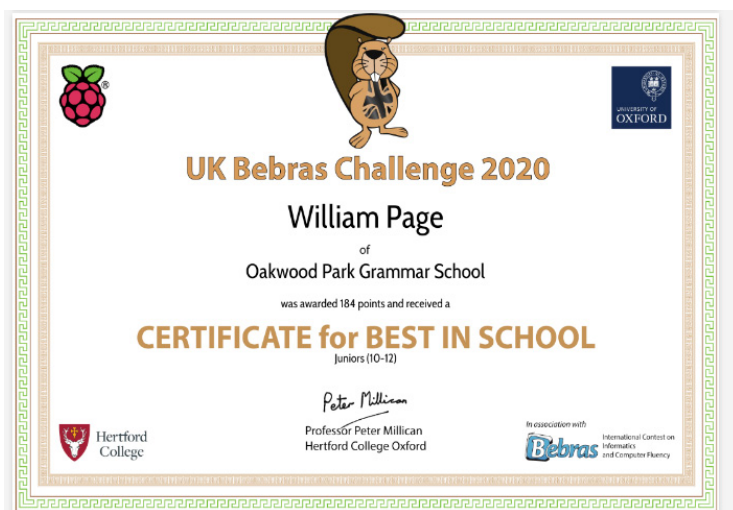 UNIVERSITY OF
OXFORD
UK Bebras Challenge 2020
William Page
of
Oakwood Park Grammar School
was awarded 184 points and received a
CERTIFICATE for BEST IN SCHOOL
Juniors (10-12)
Peter Millican
Professor Peter Millican
Hertford College Oxford
Hertford
College
In association with
Bebras
International Contest on
Informatics
and Computer Fluency